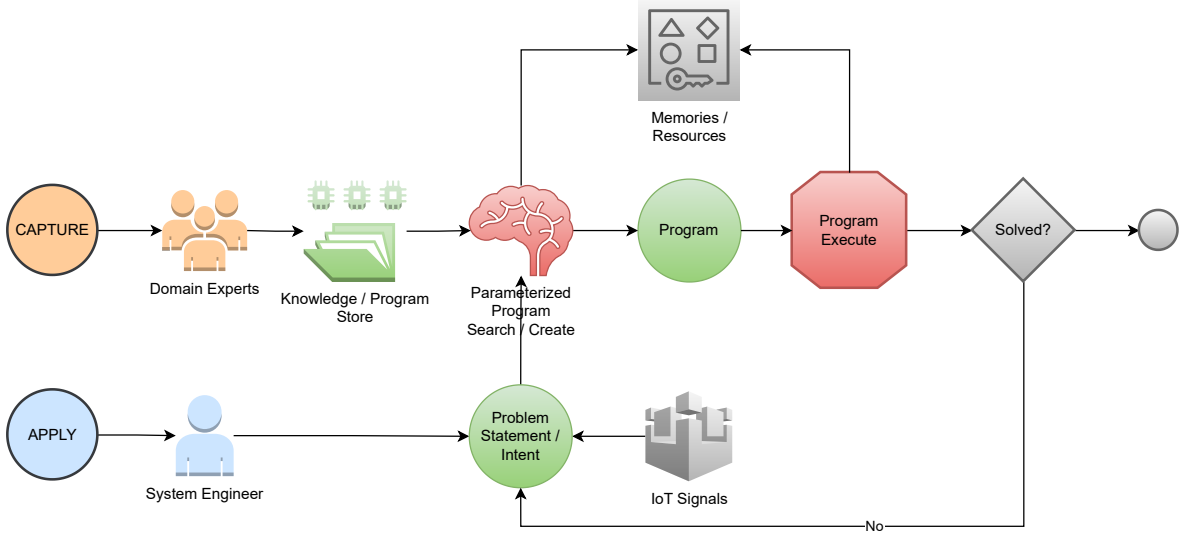 Memories /
Resources
CAPTURE
Domain Experts
Knowledge / Program
Store
Parameterized
Program
Search / Create
Program
Program
Execute
Solved?
APPLY
System Engineer
Problem
Statement /
Intent
IoT Signals
No